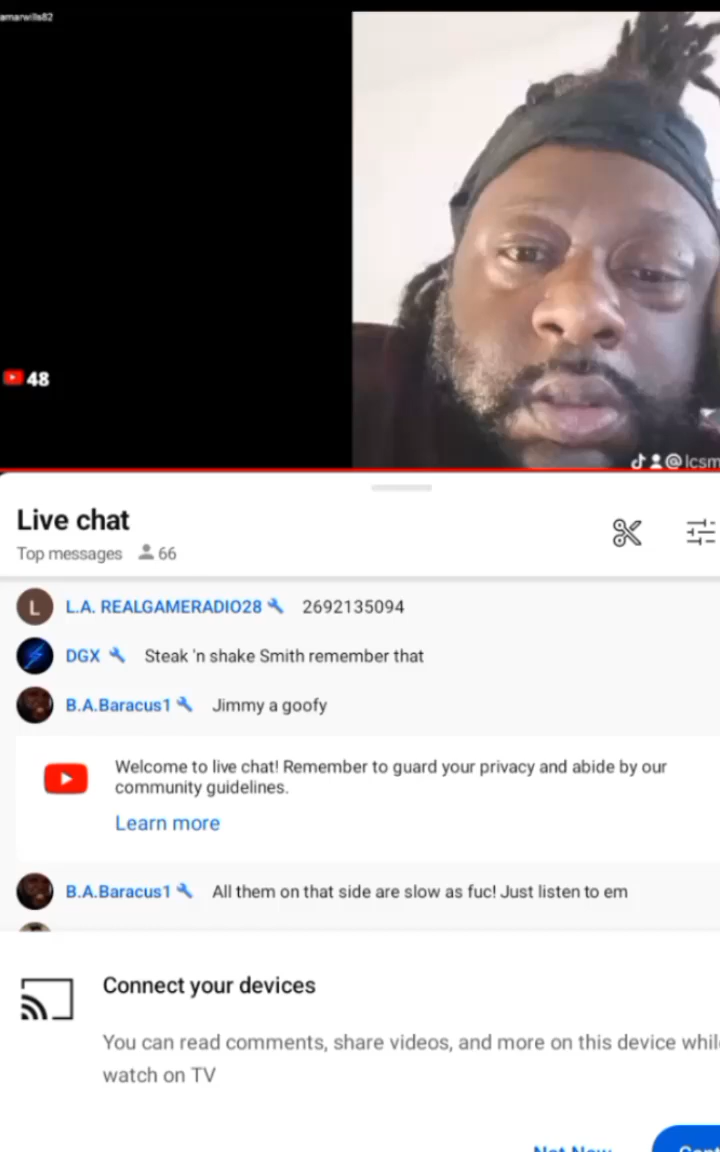 amarwills82
48
@lcsm
Live chat
Top messages 66
L
L.A. REALGAMERADIO28 2692135094
DGX Steak 'n shake Smith remember that
B.A.Baracus1 Jimmy a goofy
Welcome to live chat! Remember to guard your privacy and abide by our
community guidelines.
Learn more
B.A.Baracus1 All them on that side are slow as fuc! Just listen to em
Connect your devices
You can read comments, share videos, and more on this device whil
watch on TV
Not Now